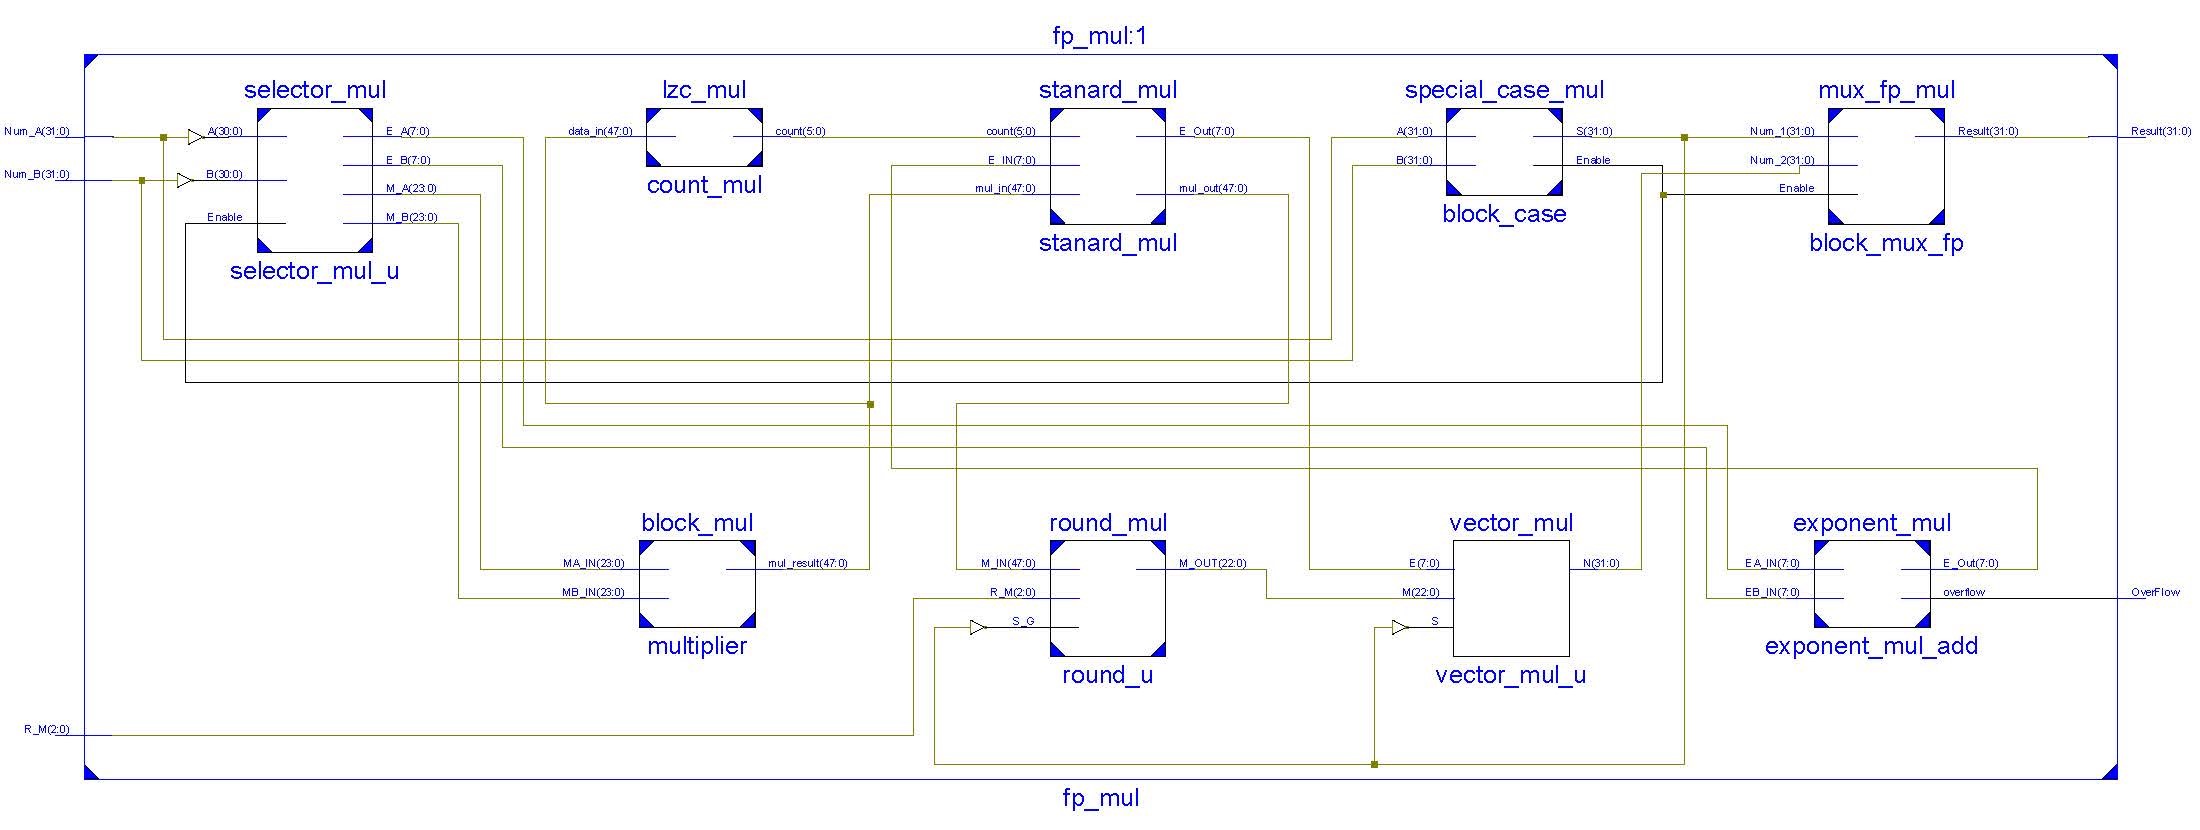 fp_mul:1
selector_mul
lzc_mul
stanard_mul
special_case_mul
mux_fp_mul
Num_A(31:0)
A(30:0)
E_A(7:0)
data_in(47:0)
count(5:0)
count(5:0)
E_Out(7:0)
A(31:0)
S(31:0)
Num_1(31:0)
Result(31:0)
Result(31:0)
E_B(7:0)
E_IN(7:0)
B(31:0)
Enable
Num_2(31:0)
Num_B(31:0)
B(30:0)
M_A(23:0)
mul_in(47:0)
mul_out(47:0)
Enable
count_mul
Enable
M_B(23:0)
block_case
stanard_mul
block_mux_fp
selector_mul_u
block_mul
round_mul
vector_mul
exponent_mul
MA_IN(23:0)
mul_result(47:0)
M_IN(47:0)
M_OUT(22:0)
E(7:0)
N(31:0)
EA_IN(7:0)
E_Out(7:0)
MB_IN(23:0)
R_M(2:0)
M(22:0)
EB_IN(7:0)
overflow
OverFlow
S_G
S
multiplier
exponent_mul_add
round_u
vector_mul_u
R_M(2:0)
fp_mul